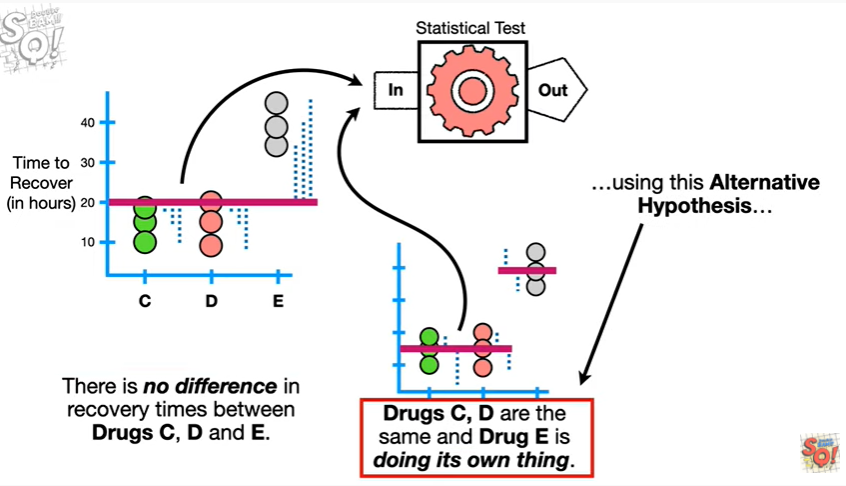 SQ!
Statistical Test
In
Out
40
30
20
10
Time to
Recover
(in hours)
C
D
E
...using this Alternative
Hypothesis...
There is no difference in
recovery times between
Drugs C, D and E.
Drugs C, D are the
same and Drug E is
doing its own thing.
SQ!